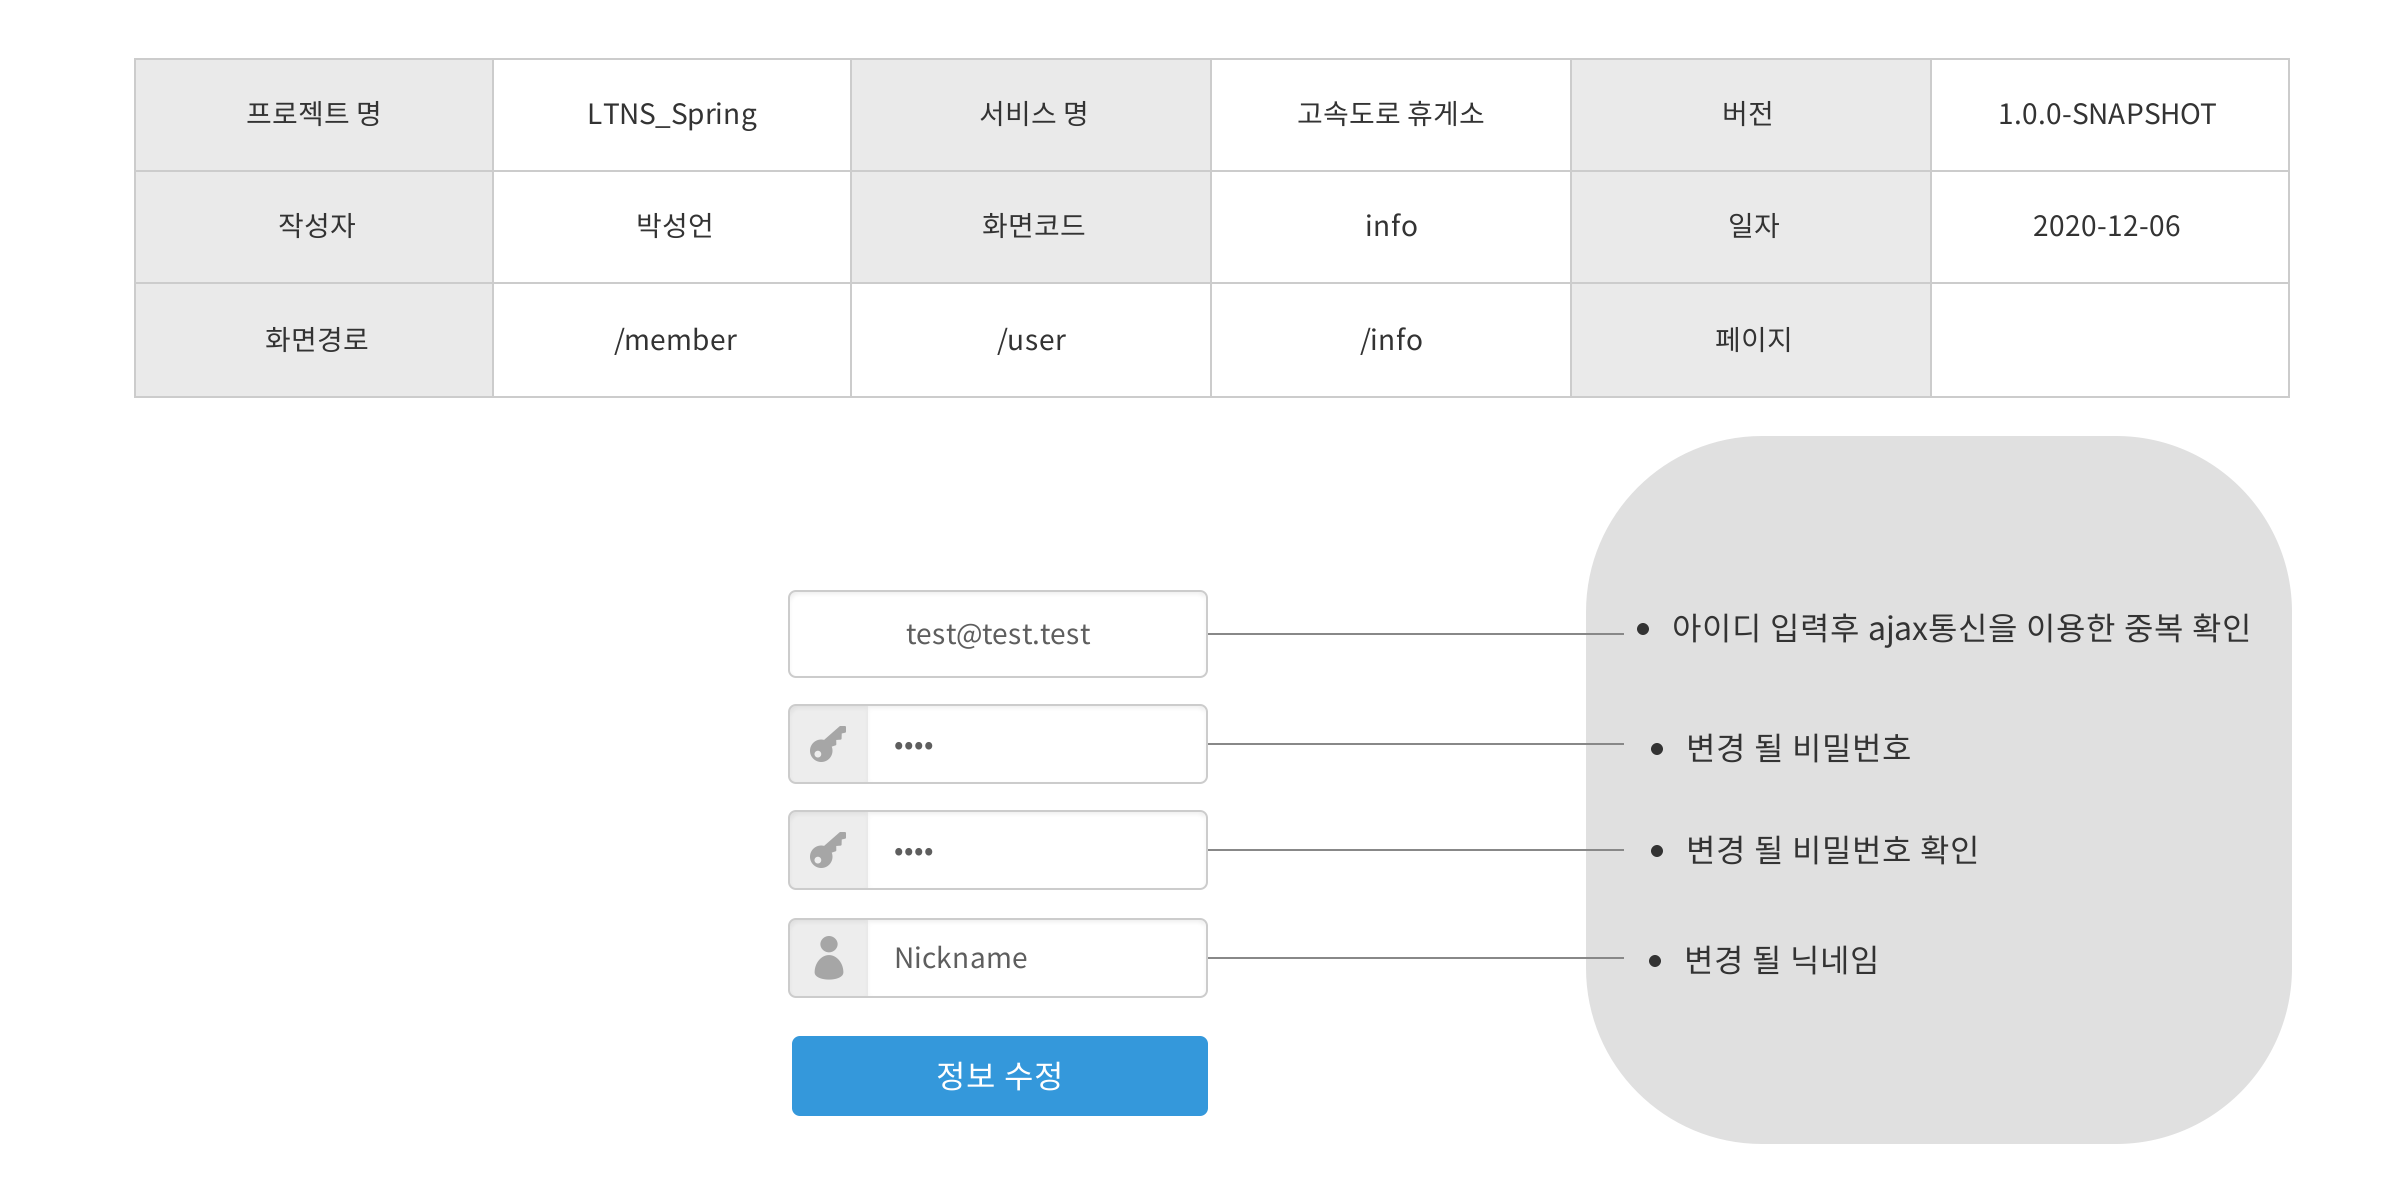 프로젝트 명 LTNS_Spring 서비스 명 고속도로 휴게소 버전 1.0.0-SNAPSHOT
작성자 박성언 화면코드 info 일자 2020-12-06
화면경로 /member /user /info 페이지
test@test.test
• 아이디 입력후 ajax통신을 이용한 중복 확인
••••
• 변경 될 비밀번호
••••
• 변경 될 비밀번호 확인
Nickname
• 변경 될 닉네임
정보 수정